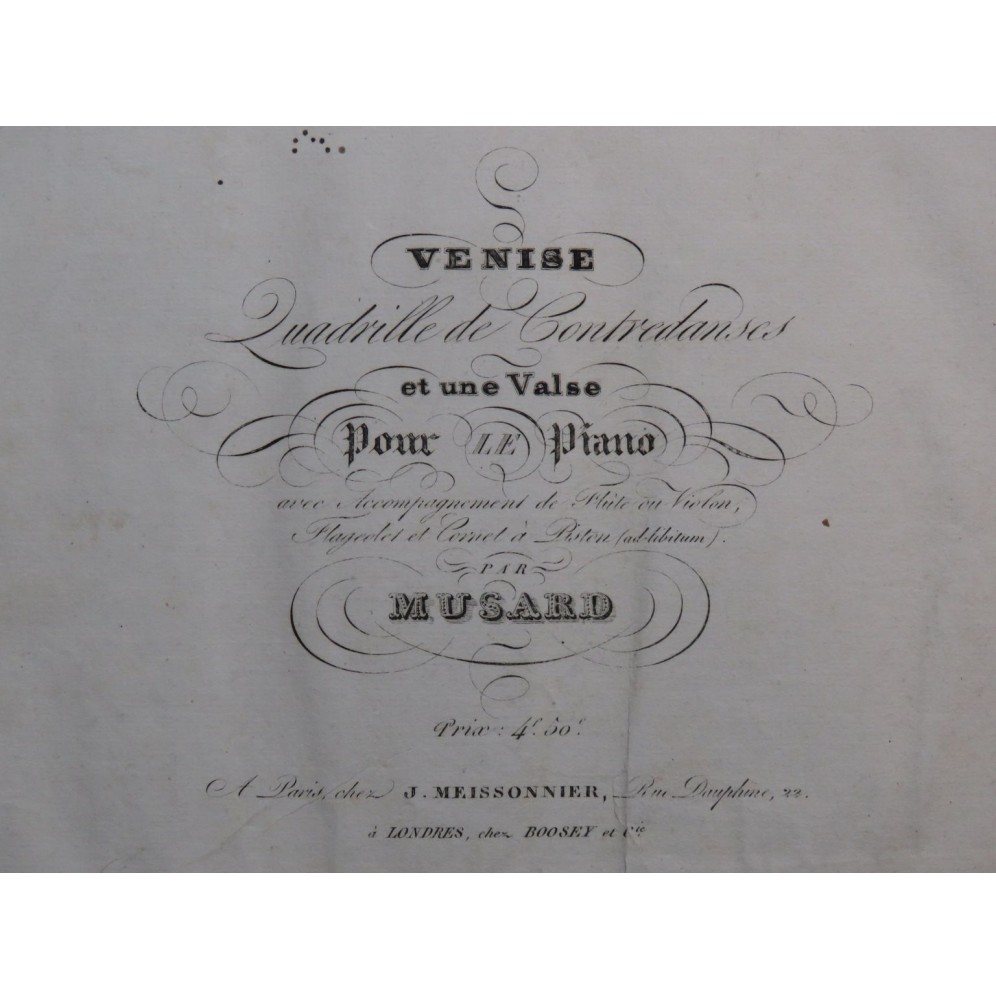 VENISE
Quadrille de Contredanses
et une Valse
Pour LE Piano
avec Accompagnement de Flûte ou Violon,
Flageolet et Cornet à Piston (ad-libitum).
PAR
MUSARD
Prix: 4f. 50c.
A Paris, chez J. MEISSONNIER, Rue Dauphine, 22.
à LONDRES, chez BOOSEY et Cie